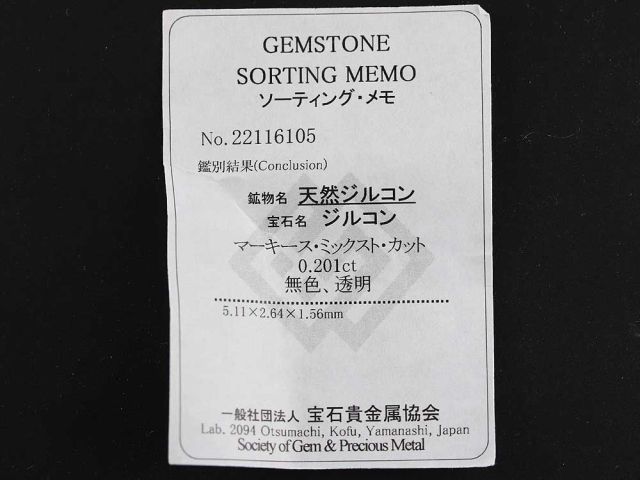 GEMSTONE
SORTING MEMO
ソーティング・メモ
No.22116105
鑑別結果(Conclusion)
鉱物名 天然ジルコン
宝石名 ジルコン
マーキース・ミックスト・カット
0.201ct
無色、透明
5.11×2.64×1.56mm
一般社団法人 宝石貴金属協会
Lab. 2094 Otsumachi, Kofu, Yamanashi, Japan
Society of Gem & Precious Metal